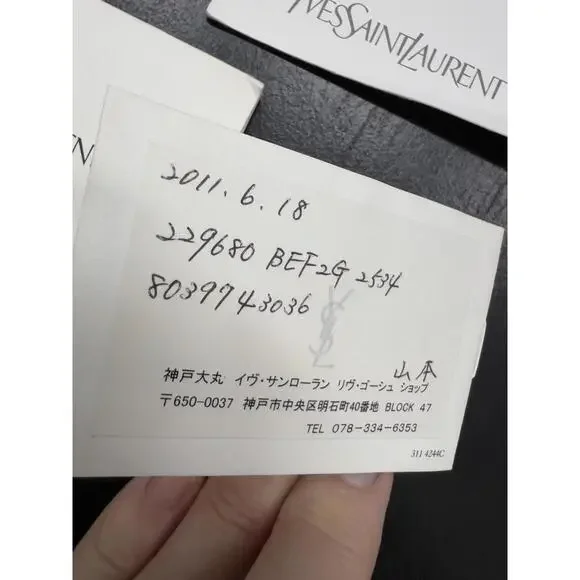 YVESSAINTLAURENT
EN
2011.6.18
229680 BEF2G 2534
8039743036
YSL
山本
神戸大丸 イヴ・サンローラン リヴ・ゴーシュ ショップ
〒650-0037 神戸市中央区明石町40番地 BLOCK 47
TEL 078-334-6353
311 4244C